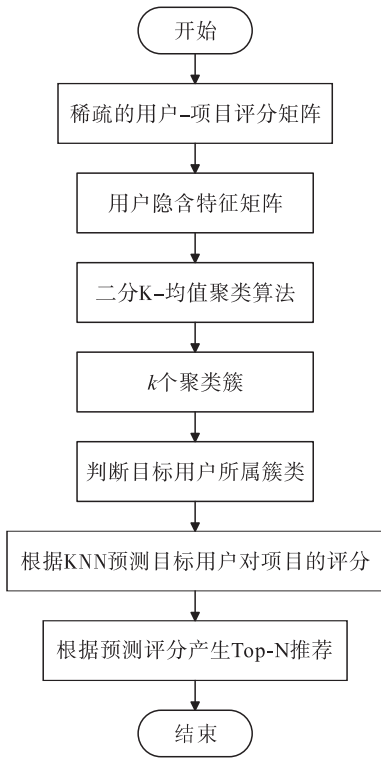 开始
稀疏的用户–项目评分矩阵
用户隐含特征矩阵
二分K–均值聚类算法
k个聚类簇
判断目标用户所属簇类
根据KNN预测目标用户对项目的评分
根据预测评分产生Top-N推荐
结束